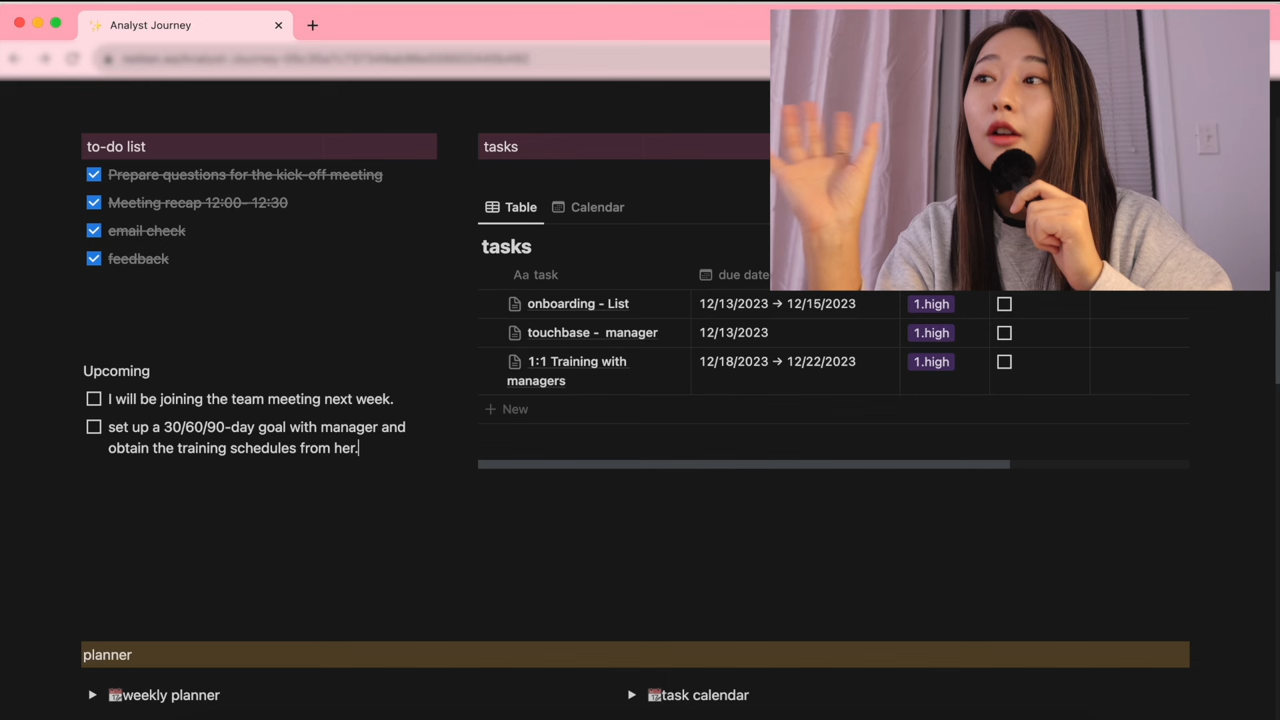 Analyst Journey
to-do list
Prepare questions for the kick-off meeting
Meeting recap 12:00- 12:30
email check
feedback
Upcoming
I will be joining the team meeting next week.
set up a 30/60/90-day goal with manager and
obtain the training schedules from her.
tasks
Table Calendar
tasks
Aa task due date
onboarding - List 12/13/2023 → 12/15/2023 1.high
touchbase - manager 12/13/2023 1.high
1:1 Training with 12/18/2023 → 12/22/2023 1.high
managers
+ New
planner
weekly planner
task calendar